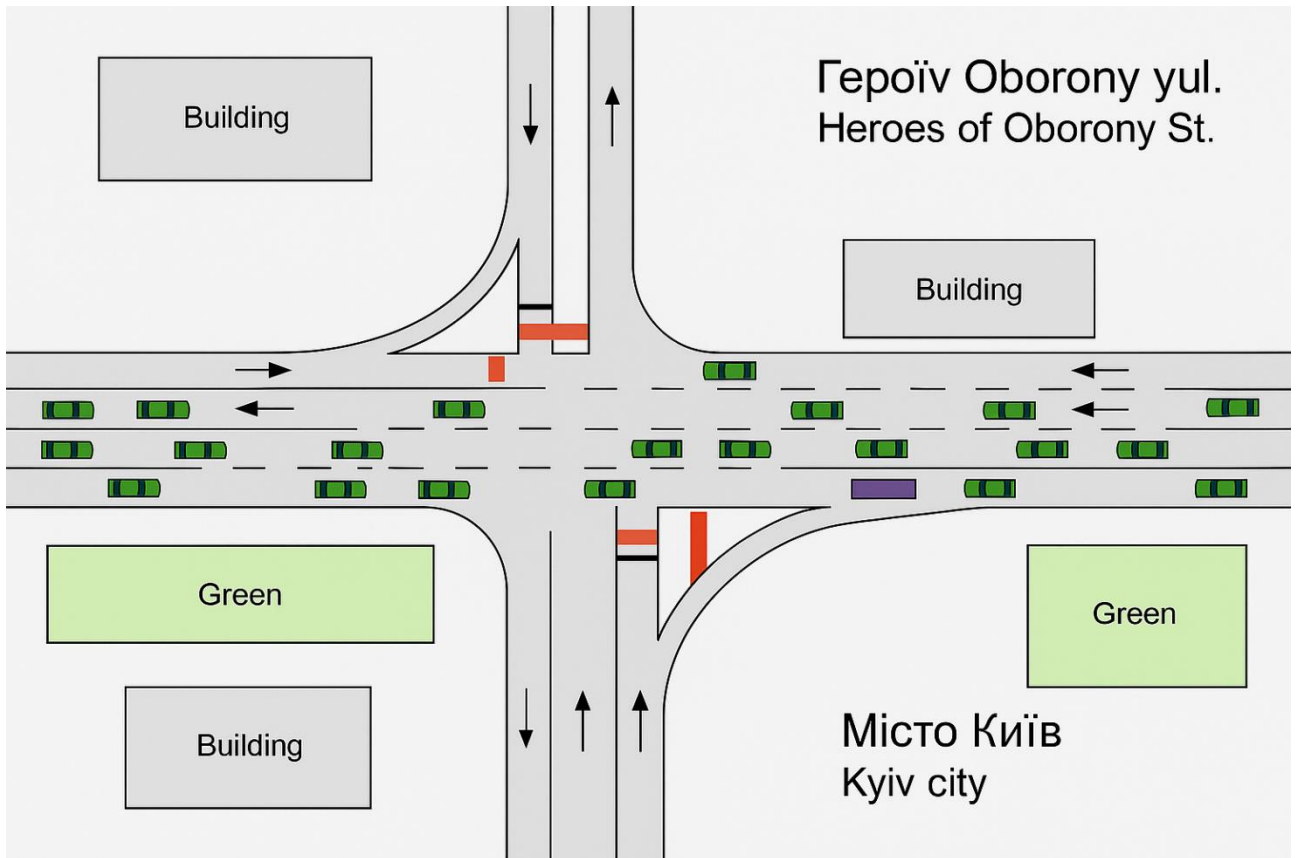 Building
Героїv Oborony yul.
Heroes of Oborony St.
Building
Green
Green
Building
Місто Київ
Kyiv city